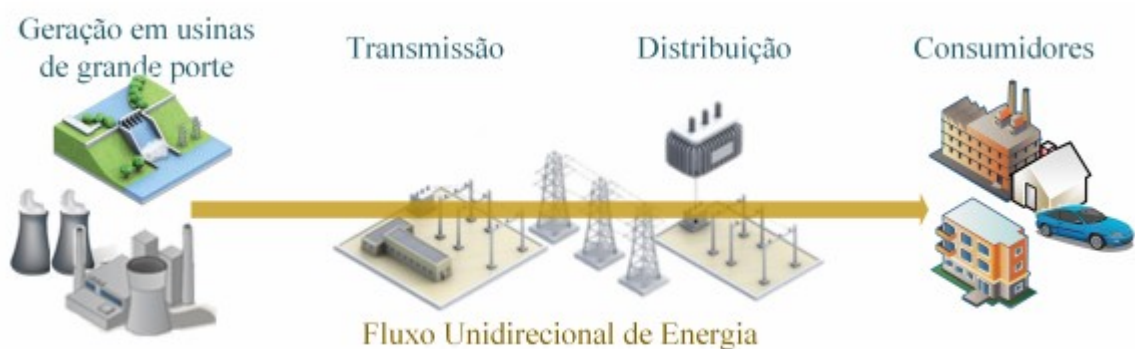 Geração em usinas
de grande porte
Transmissão
Distribuição
Consumidores
Fluxo Unidirecional de Energia